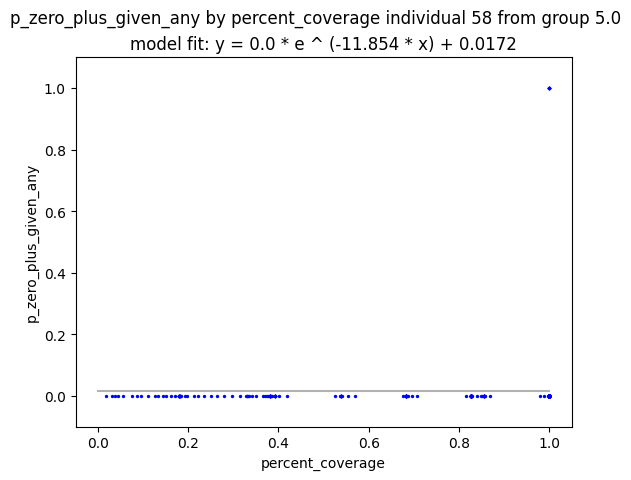 p_zero_plus_given_any by percent_coverage individual 58 from group 5.0
model fit: y = 0.0 * e ^ (-11.854 * x) + 0.0172
p_zero_plus_given_any
1.0
0.8
0.6
0.4
0.2
0.0
0.0 0.2 0.4 0.6 0.8 1.0
percent_coverage